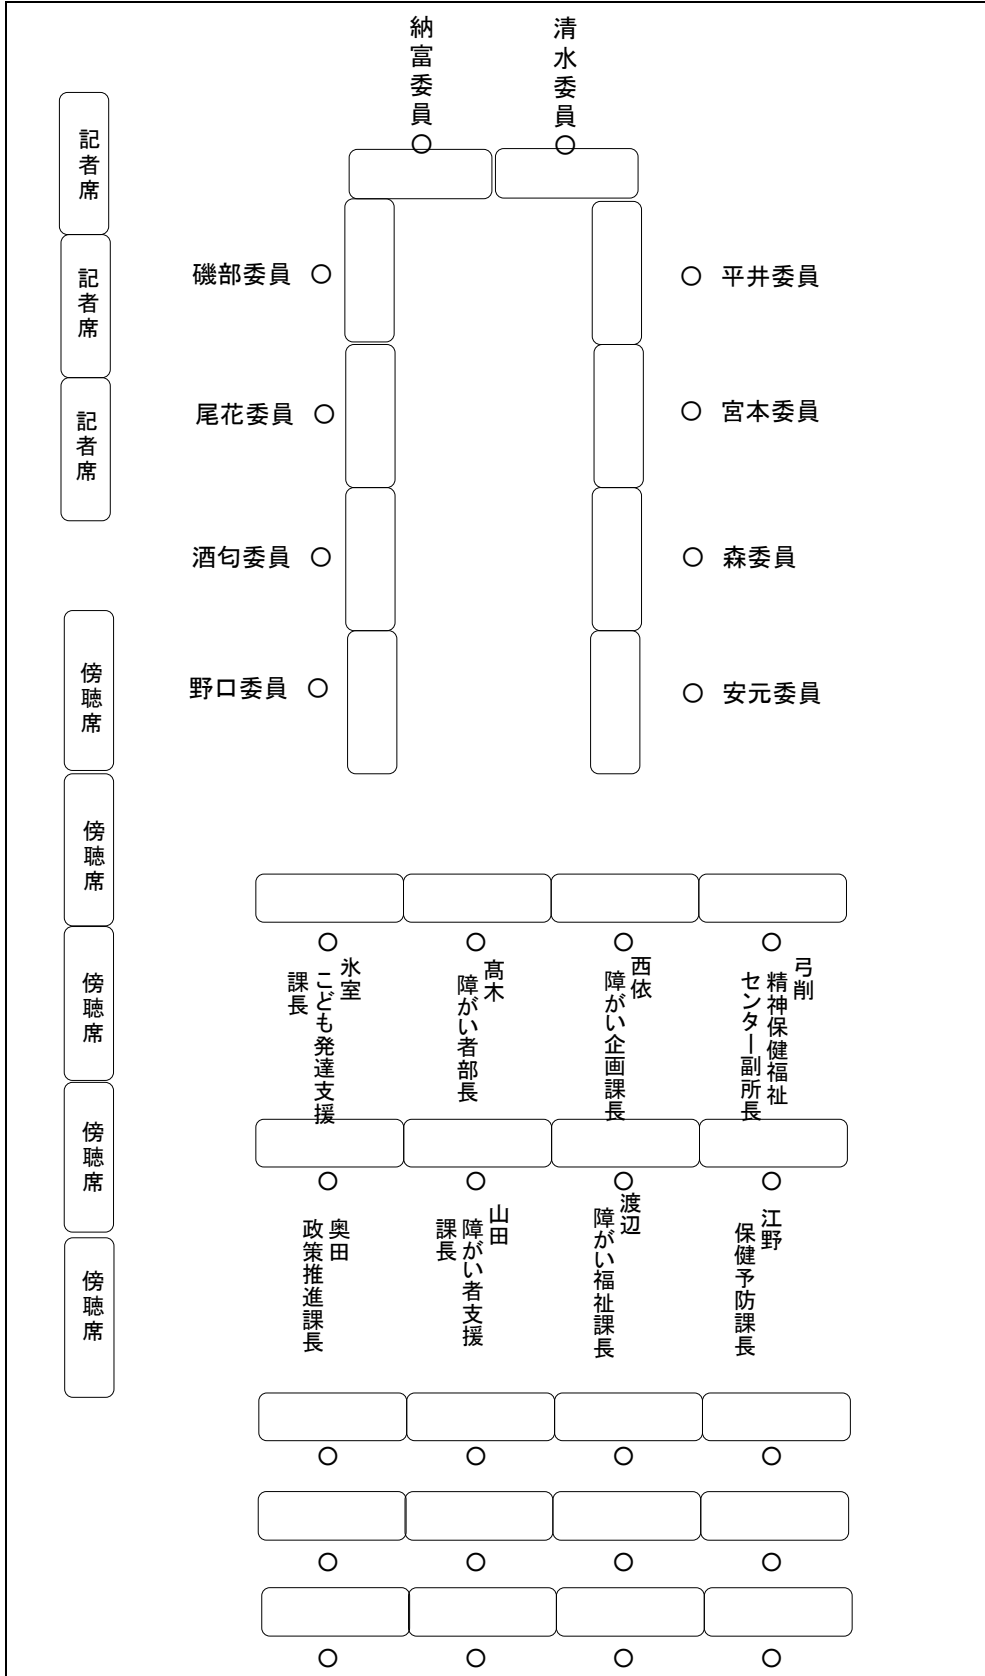 納富委員
清水委員
記者席
記者席
記者席
磯部委員
平井委員
尾花委員
宮本委員
酒匂委員
森委員
野口委員
安元委員
傍聴席
傍聴席
傍聴席
傍聴席
傍聴席
氷室
こども発達支援
課長
髙木
障がい者部長
西依
障がい企画課長
弓削
精神保健福祉
センター副所長
奥田
政策推進課長
山田
障がい者支援
課長
渡辺
障がい福祉課長
江野
保健予防課長